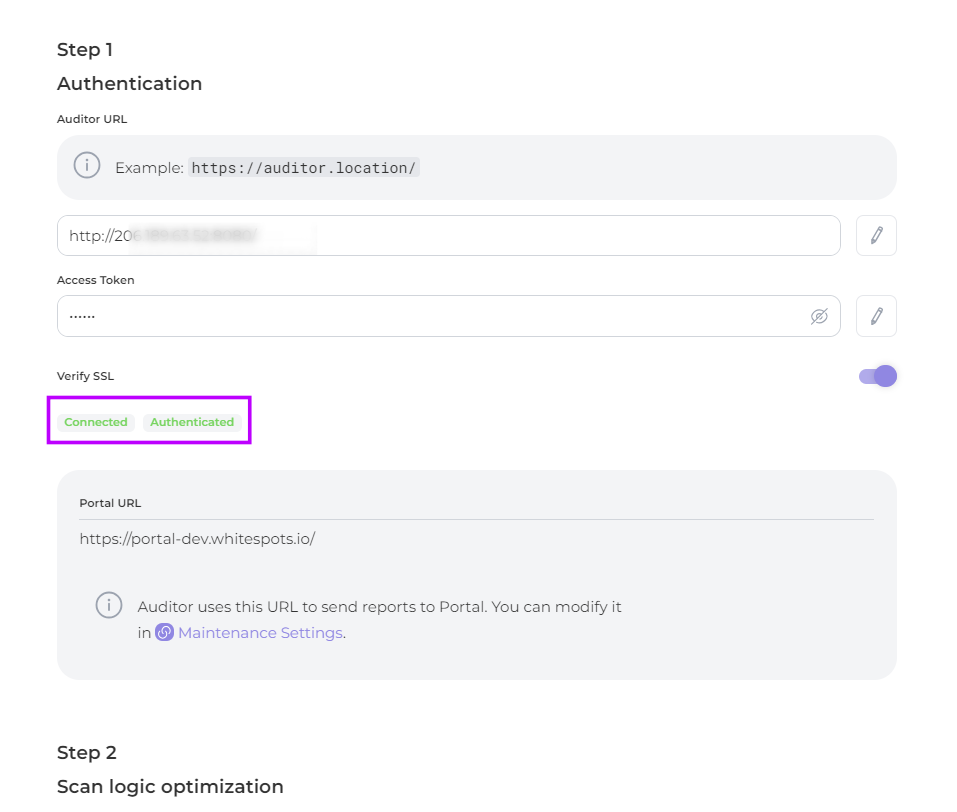 Step 1
Authentication
Auditor URL
Example: https://auditor.location/
http://20
Access Token
••••••
Verify SSL
Connected Authenticated
Portal URL
https://portal-dev.whitespots.io/
Auditor uses this URL to send reports to Portal. You can modify it
in Maintenance Settings.
Step 2
Scan logic optimization